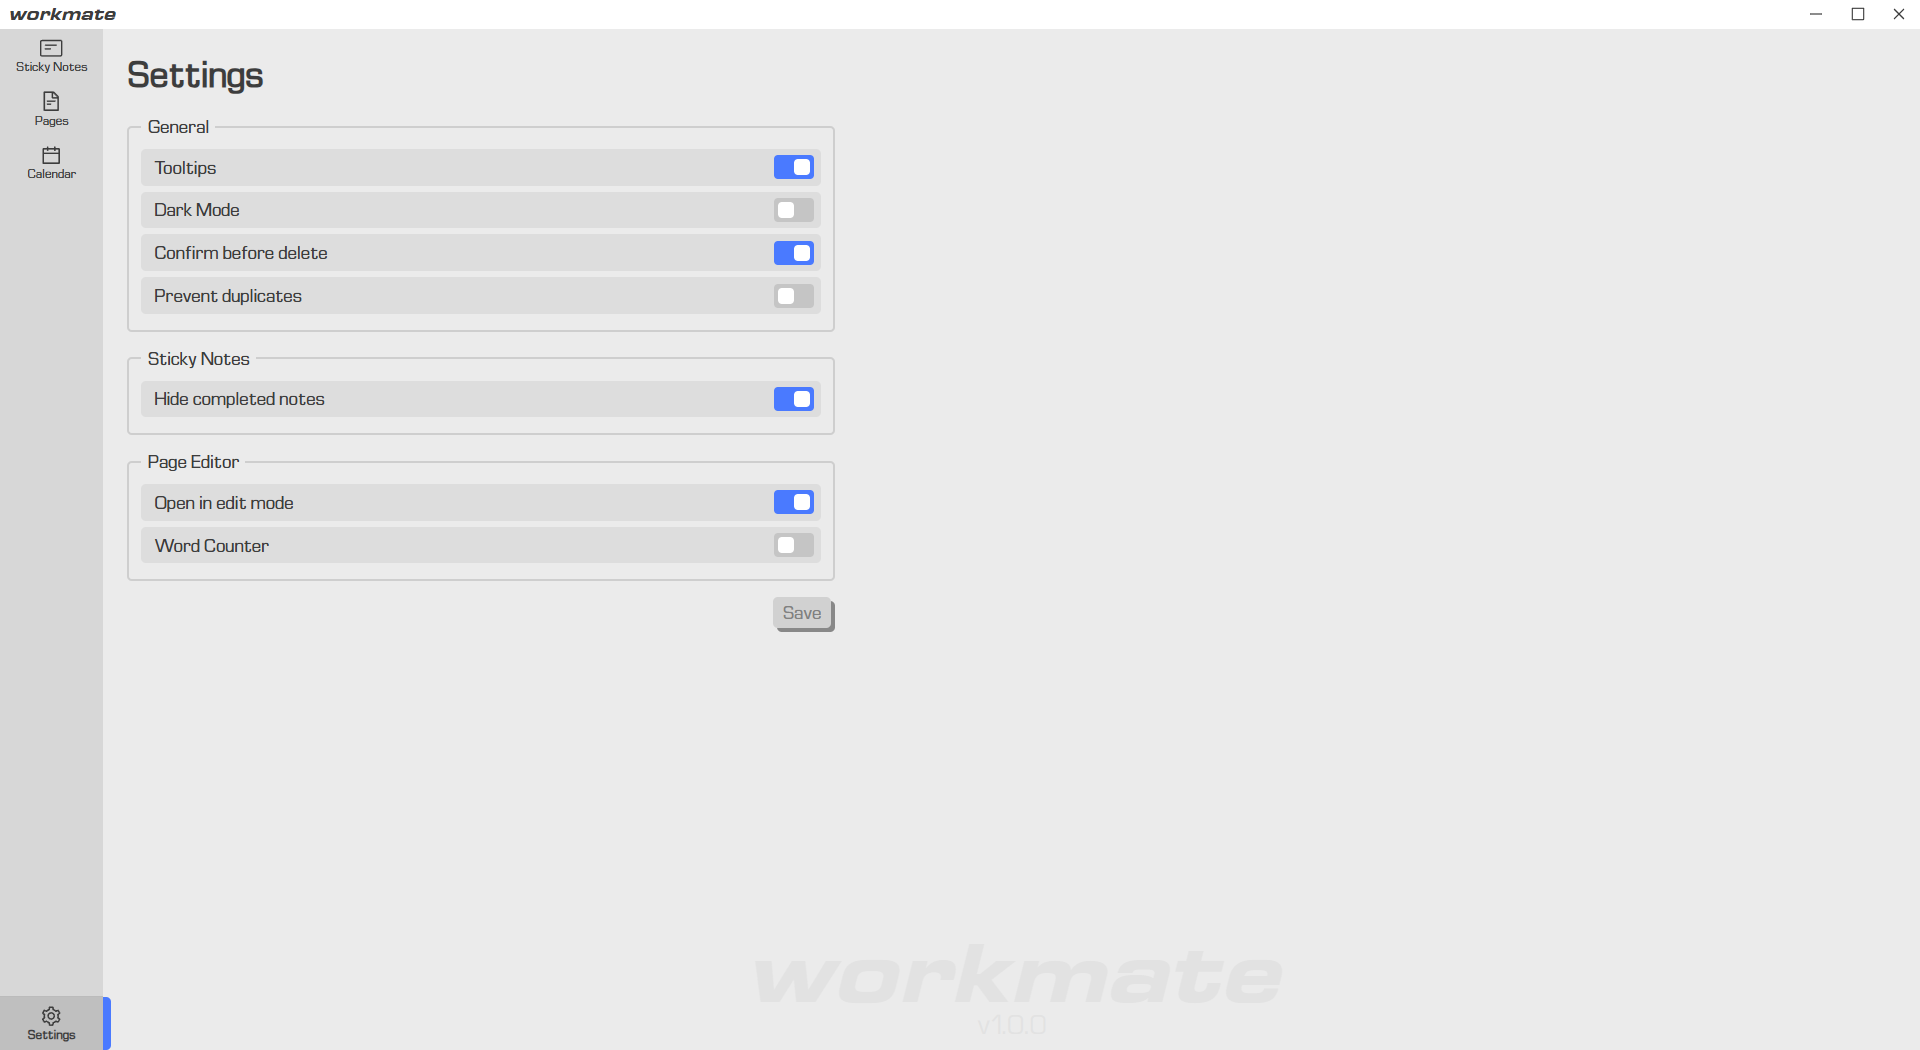 workmate
Sticky Notes
Pages
Calendar
Settings
General
Tooltips
Dark Mode
Confirm before delete
Prevent duplicates
Sticky Notes
Hide completed notes
Page Editor
Open in edit mode
Word Counter
Save
workmate
v1.0.0
Settings